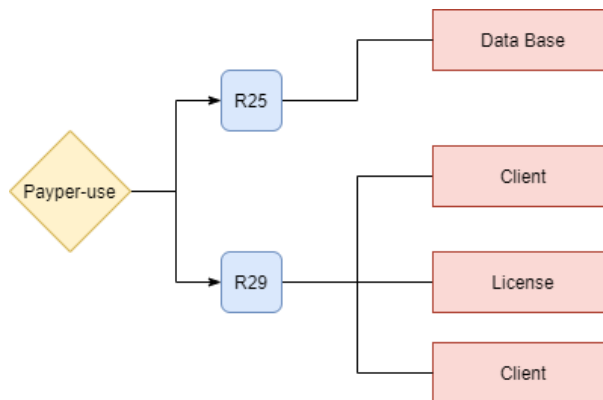 Data Base
R25
Client
Payper-use
R29
License
Client